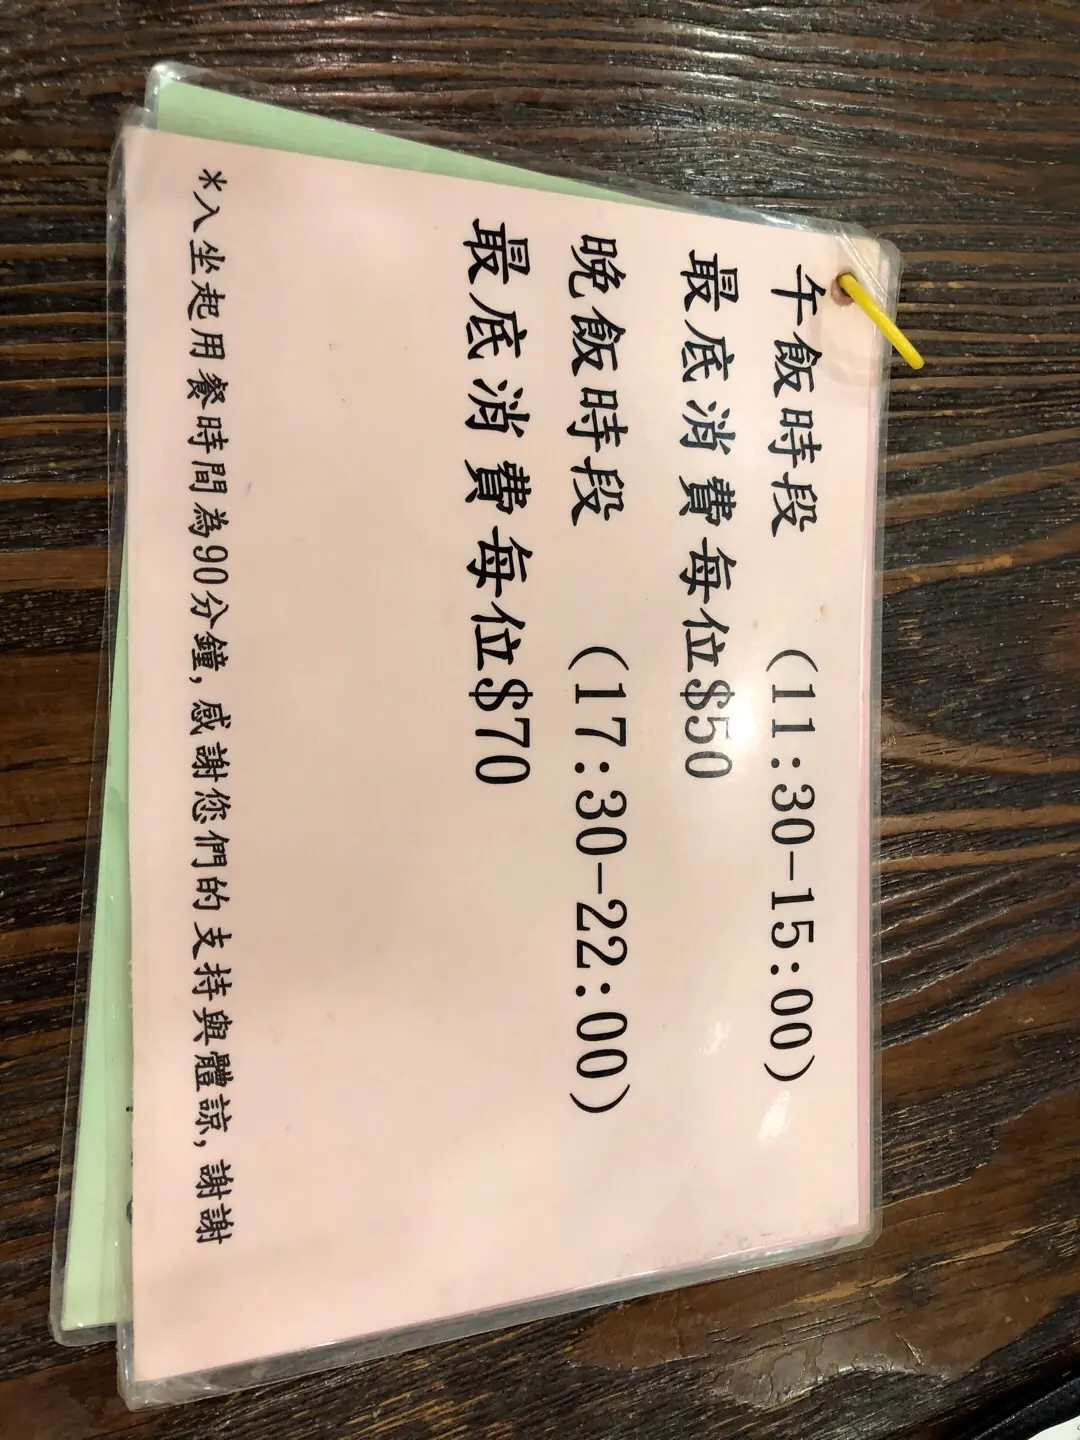 午飯時段 (11:30-15:00)
最底消費每位$50
晚飯時段 (17:30-22:00)
最底消費每位$70
*入坐起用餐時間為90分鐘,感謝您們的支持與體諒,謝謝